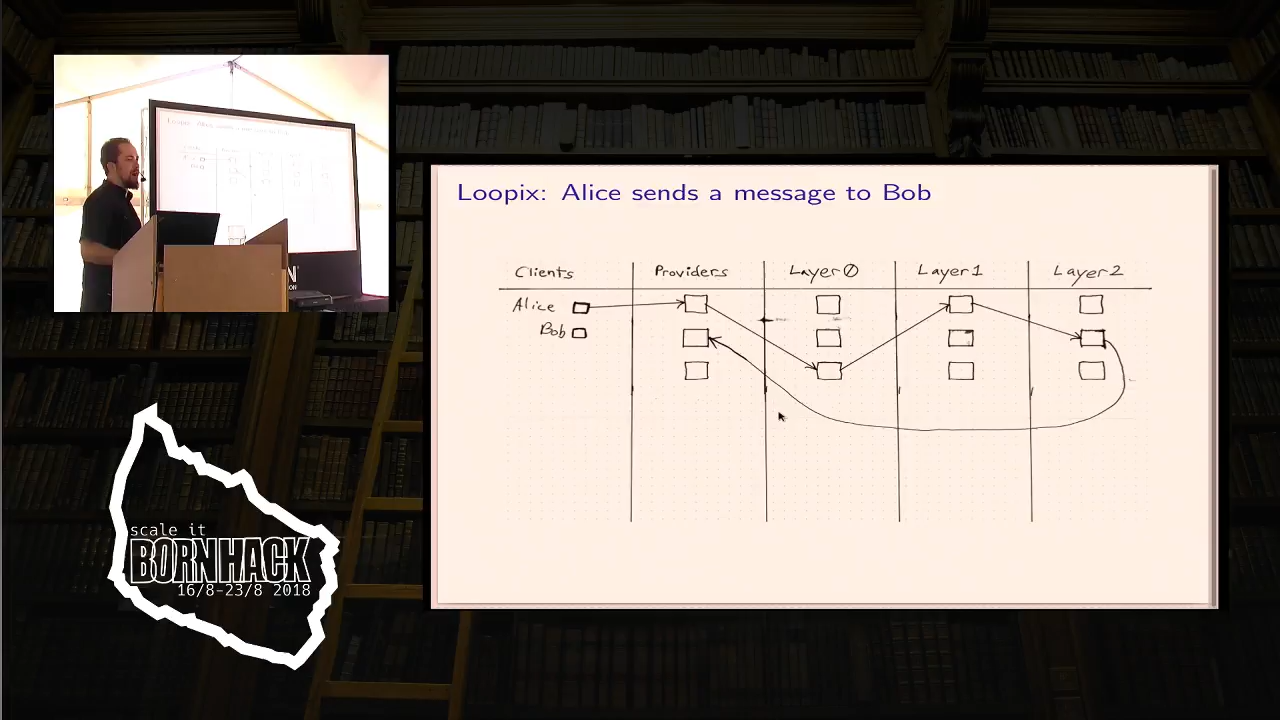 Loopix: Alice sends a message to Bob
Clients Providers Layer 0 Layer 1 Layer 2
Alice
Bob
scale it
BORNHACK
16/8-23/8 2018